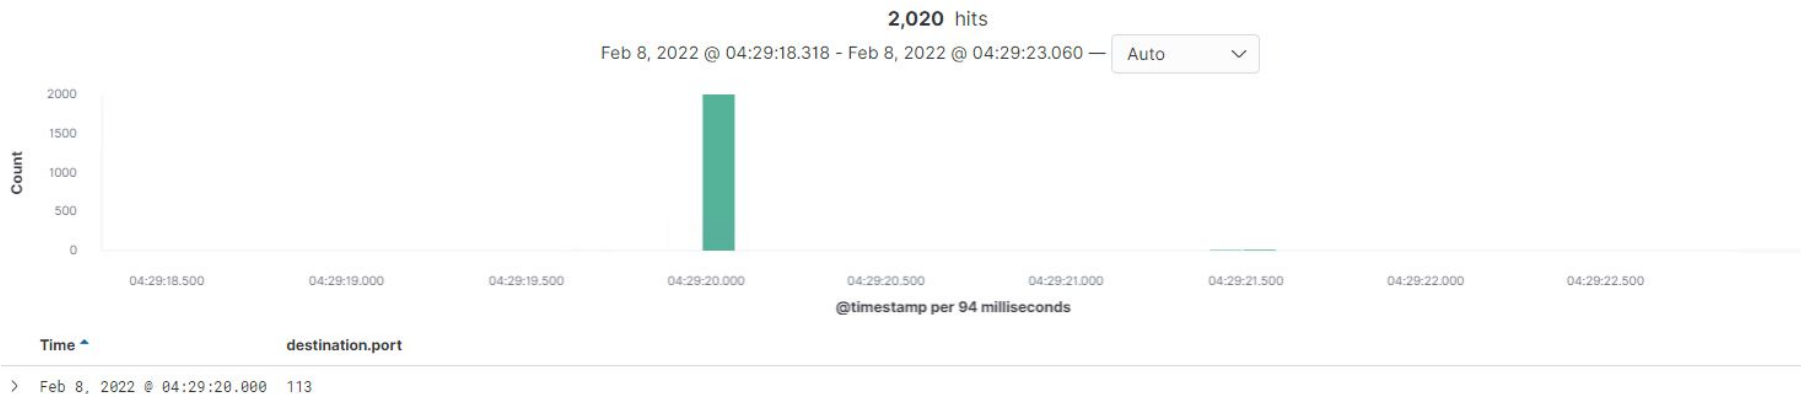 2,020 hits
Feb 8, 2022 @ 04:29:18.318 - Feb 8, 2022 @ 04:29:23.060 — Auto
2000
1500
1000
500
0
Count
04:29:18.500 04:29:19.000 04:29:19.500 04:29:20.000 04:29:20.500 04:29:21.000 04:29:21.500 04:29:22.000 04:29:22.500
@timestamp per 94 milliseconds
Time destination.port
Feb 8, 2022 @ 04:29:20.000 113